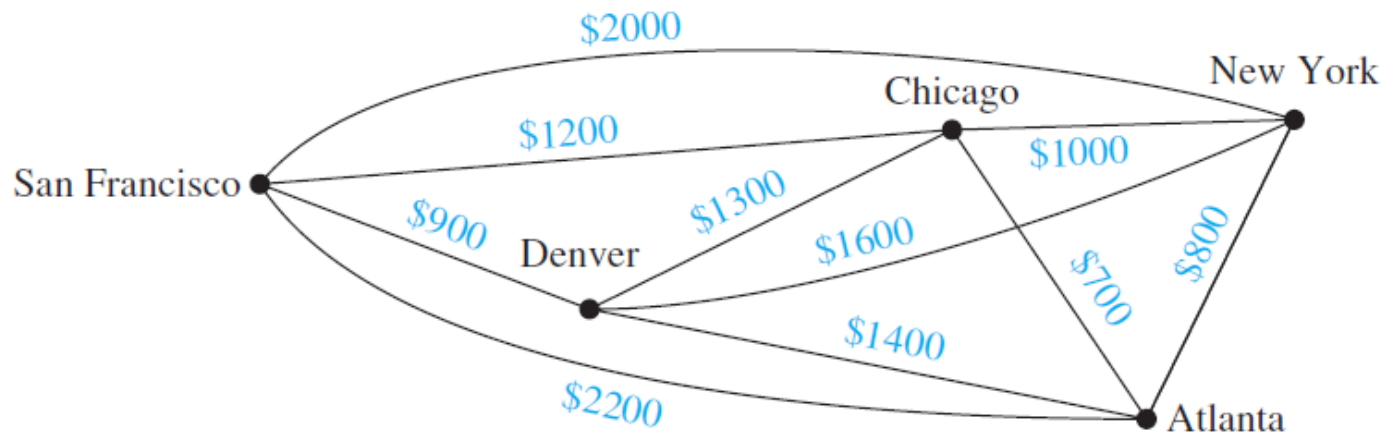 $2000
New York
Chicago
$1200
$1000
San Francisco
$900
$1300
Denver
$1600
$800
$700
$1400
$2200
Atlanta